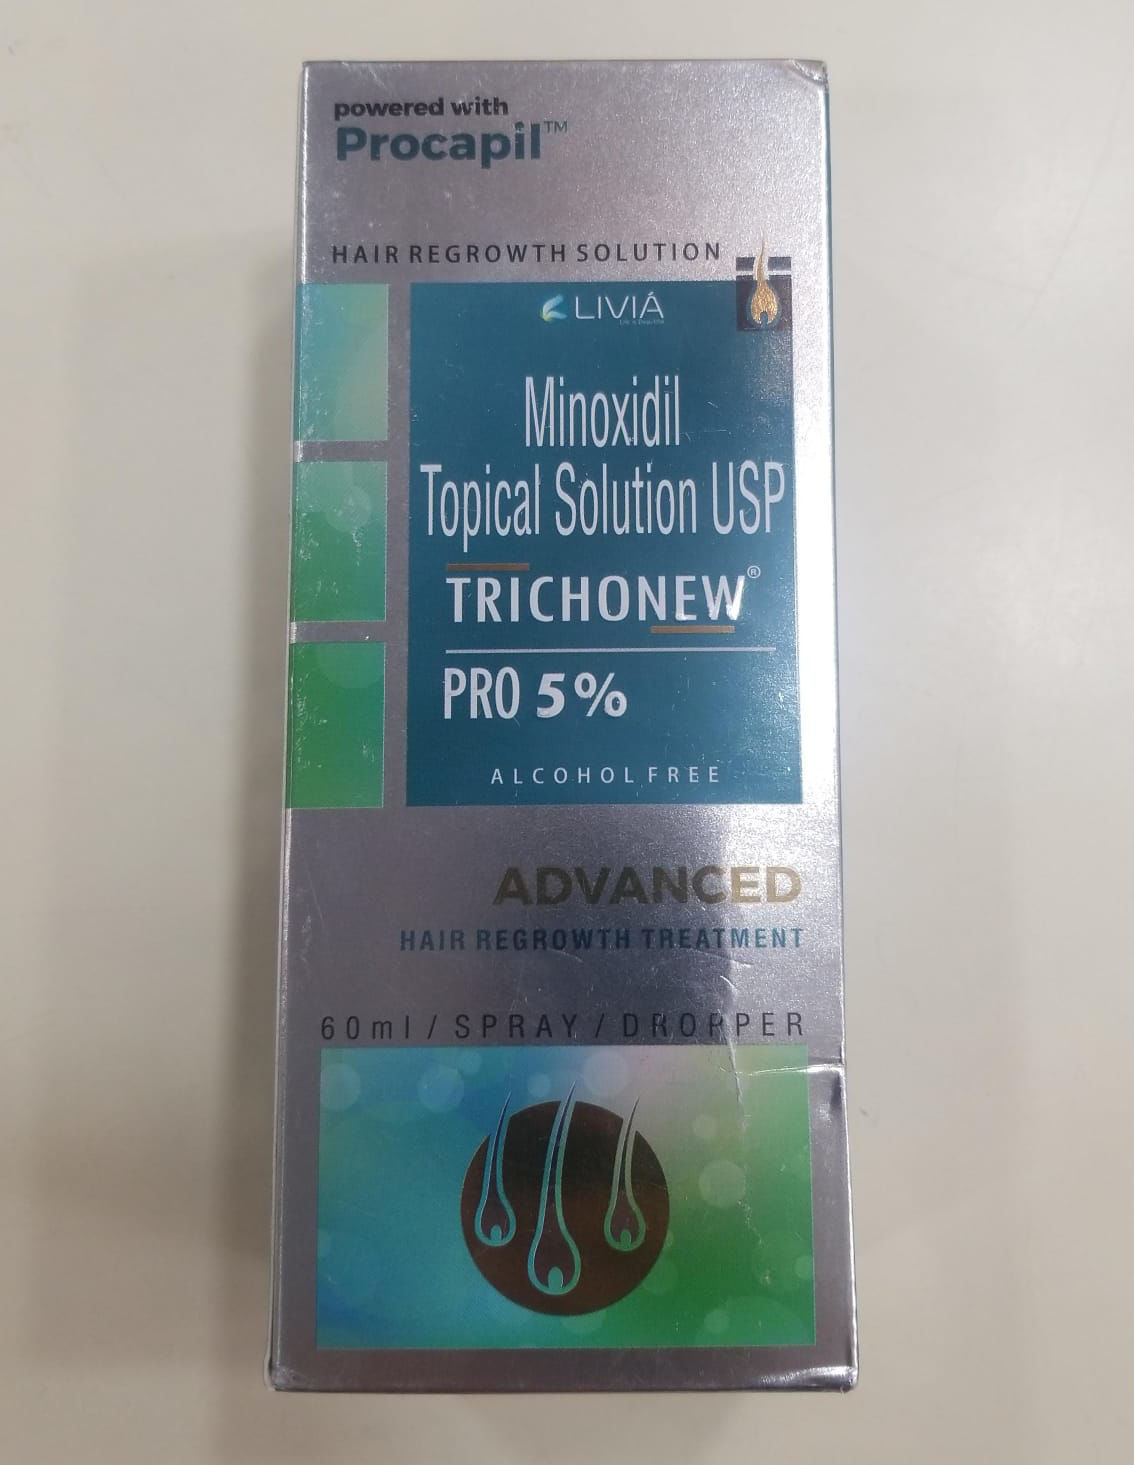 powered with
Procapil™
HAIR REGROWTH SOLUTION
LIVIÁ
Minoxidil
Topical Solution USP
TRICHONEW®
PRO 5%
ALCOHOL FREE
ADVANCED
HAIR REGROWTH TREATMENT
60ml / SPRAY / DROPPER